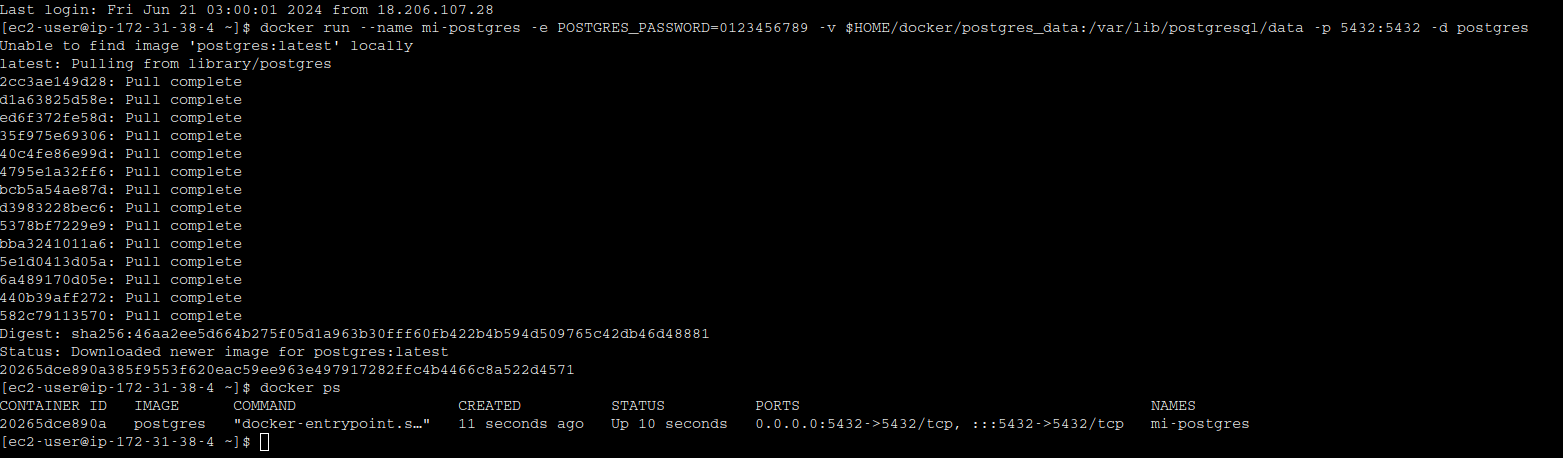 Last login: Fri Jun 21 03:00:01 2024 from 18.206.107.28
[ec2-user@ip-172-31-38-4 ~]$ docker run --name mi-postgres -e POSTGRES_PASSWORD=0123456789 -v $HOME/docker/postgres_data:/var/lib/postgresql/data -p 5432:5432 -d postgres
Unable to find image 'postgres:latest' locally
latest: Pulling from library/postgres
2cc3ae149d28: Pull complete
d1a63825d58e: Pull complete
ed6f372fe58d: Pull complete
35f975e69306: Pull complete
40c4fe86e99d: Pull complete
4795e1a32ff6: Pull complete
bcb5a54ae87d: Pull complete
d3983228bec6: Pull complete
5378bf7229e9: Pull complete
bba3241011a6: Pull complete
5e1d0413d05a: Pull complete
6a489170d05e: Pull complete
440b39aff272: Pull complete
582c79113570: Pull complete
Digest: sha256:46aa2ee5d664b275f05d1a963b30fff60fb422b4b594d509765c42db46d48881
Status: Downloaded newer image for postgres:latest
20265dce890a385f9553f620eac59ee963e497917282ffc4b4466c8a522d4571
[ec2-user@ip-172-31-38-4 ~]$ docker ps
CONTAINER ID   IMAGE      COMMAND                  CREATED          STATUS          PORTS                                       NAMES
20265dce890a   postgres   "docker-entrypoint.s…"   11 seconds ago   Up 10 seconds   0.0.0.0:5432->5432/tcp, :::5432->5432/tcp   mi-postgres
[ec2-user@ip-172-31-38-4 ~]$